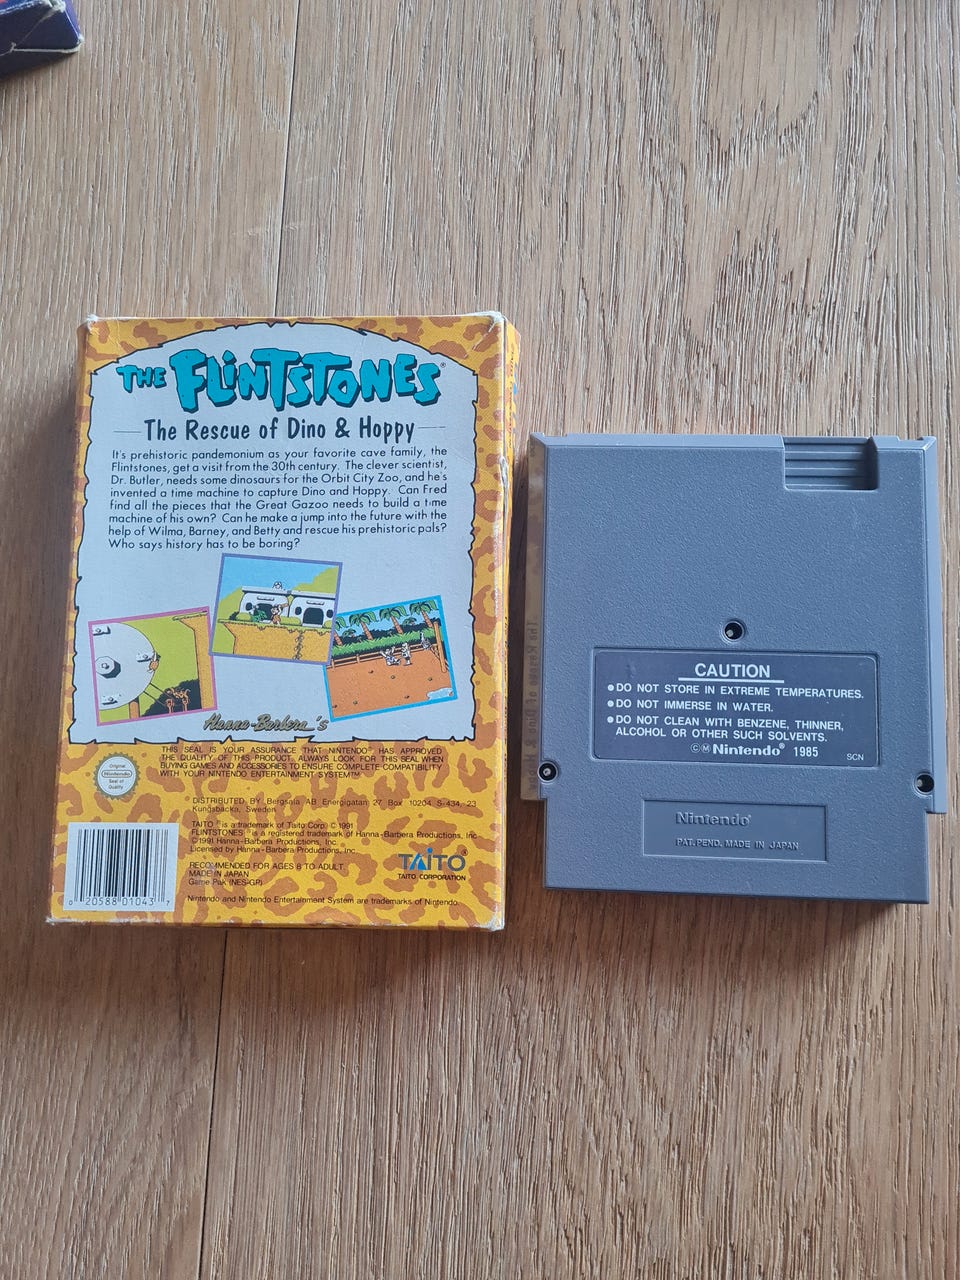 THE FLINTSTONES®
The Rescue of Dino & Hoppy
It's prehistoric pandemonium as your favorite cave family, the
Flintstones, get a visit from the 30th century. The clever scientist,
Dr. Butler, needs some dinosaurs for the Orbit City Zoo, and he's
invented a time machine to capture Dino and Hoppy. Can Fred
find all the pieces that the Great Gazoo needs to build a time
machine of his own? Can he make a jump into the future with the
help of Wilma, Barney, and Betty and rescue his prehistoric pals?
Who says history has to be boring?
Hanna-Barbera's
THIS SEAL IS YOUR ASSURANCE THAT NINTENDO® HAS APPROVED
THE QUALITY OF THIS PRODUCT. ALWAYS LOOK FOR THIS SEAL WHEN
BUYING GAMES AND ACCESSORIES TO ENSURE COMPLETE COMPATIBILITY
WITH YOUR NINTENDO ENTERTAINMENT SYSTEM™
Original
Nintendo
Seal of
Quality
DISTRIBUTED BY Bergsala AB Energigatan 27 Box 10204 S-434 23
Kungsbacka, Sweden
TAITO® is a trademark of Taito Corp. © 1991
FLINTSTONES® is a registered trademark of Hanna-Barbera Productions, Inc.
©1991 Hanna-Barbera Productions, Inc.
Licensed by Hanna-Barbera Productions, Inc.
RECOMMENDED FOR AGES 8 TO ADULT.
MADE IN JAPAN
Game Pak (NES-GP)
TAITO®
TAITO CORPORATION
Nintendo and Nintendo Entertainment System are trademarks of Nintendo.
0 20588 01043 7
The Rescue of Dino & Hoppy
CAUTION
●DO NOT STORE IN EXTREME TEMPERATURES.
●DO NOT IMMERSE IN WATER.
●DO NOT CLEAN WITH BENZENE, THINNER,
ALCOHOL OR OTHER SUCH SOLVENTS.
©Ⓜ Nintendo® 1985
SCN
Nintendo®
PAT. PEND. MADE IN JAPAN